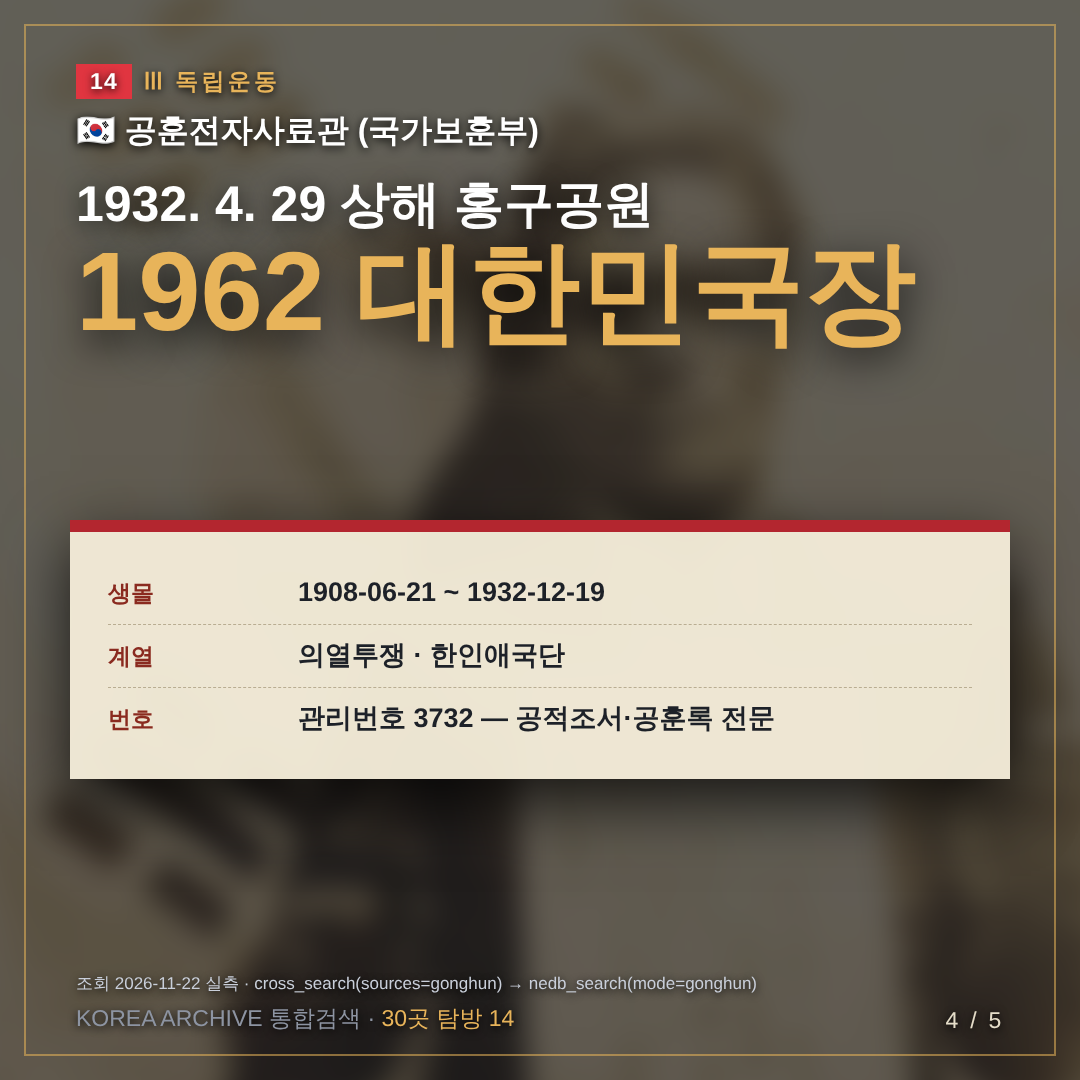 14 Ⅲ 독립운동
🇰🇷 공훈전자사료관 (국가보훈부)
1932. 4. 29 상해 홍구공원
1962 대한민국장
생몰 1908-06-21 ~ 1932-12-19
계열 의열투쟁 · 한인애국단
번호 관리번호 3732 — 공적조서·공훈록 전문
조회 2026-11-22 실측 · cross_search(sources=gonghun) → nedb_search(mode=gonghun)
KOREA ARCHIVE 통합검색 · 30곳 탐방 14
4 / 5